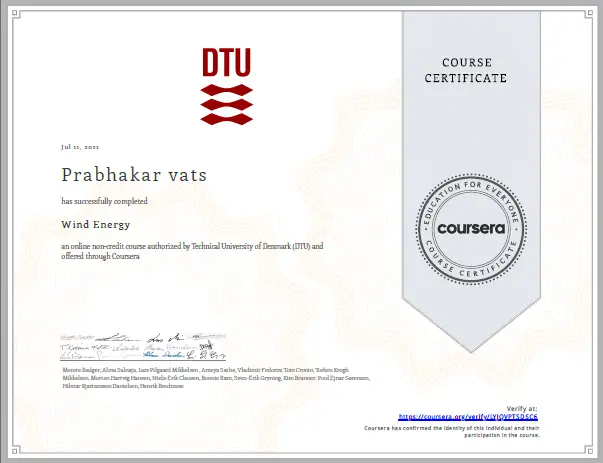 DTU
COURSE
CERTIFICATE
Jul 11, 2021
Prabhakar vats
has successfully completed
Wind Energy
an online non-credit course authorized by Technical University of Denmark (DTU) and
offered through Coursera
EDUCATION FOR EVERYONE
coursera
COURSE CERTIFICATE
Merete Badger, Alma Salnaja, Lars Pilgaard Mikkelsen, Ameya Sathe, Vladimir Fedorov, Tom Cronin, Torben Krogh
Mikkelsen, Morten Hartvig Hansen, Niels-Erik Clausen, Bonnie Ram, Sven-Erik Gryning, Kim Branner, Poul Ejnar Sørensen,
Hilmar Kjartansson Danielsen, Henrik Bredmose
Verify at:
https://coursera.org/verify/LYJQVPTSDSC6
Coursera has confirmed the identity of this individual and their
participation in the course.